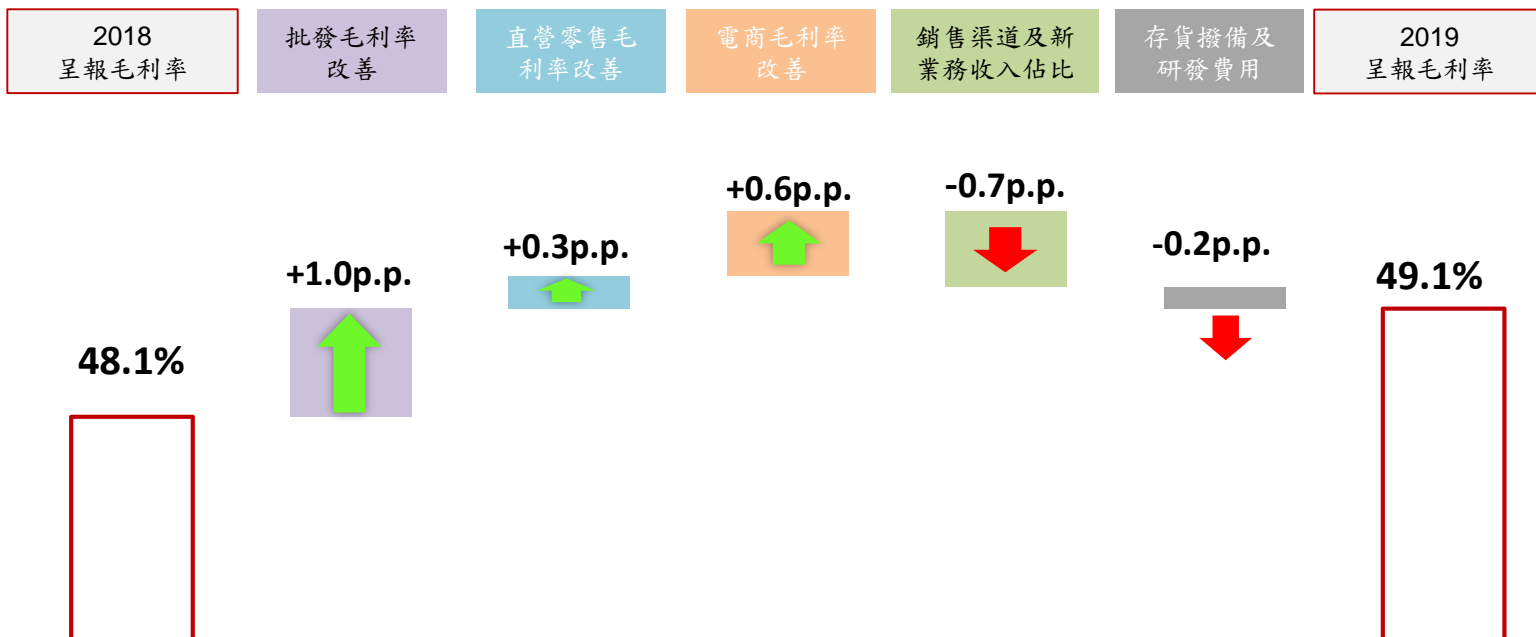 2018
呈報毛利率
批發毛利率
改善
直營零售毛
利率改善
電商毛利率
改善
銷售渠道及新
業務收入佔比
存貨撥備及
研發費用
2019
呈報毛利率
48.1%
+1.0p.p.
+0.3p.p.
+0.6p.p.
-0.7p.p.
-0.2p.p.
49.1%